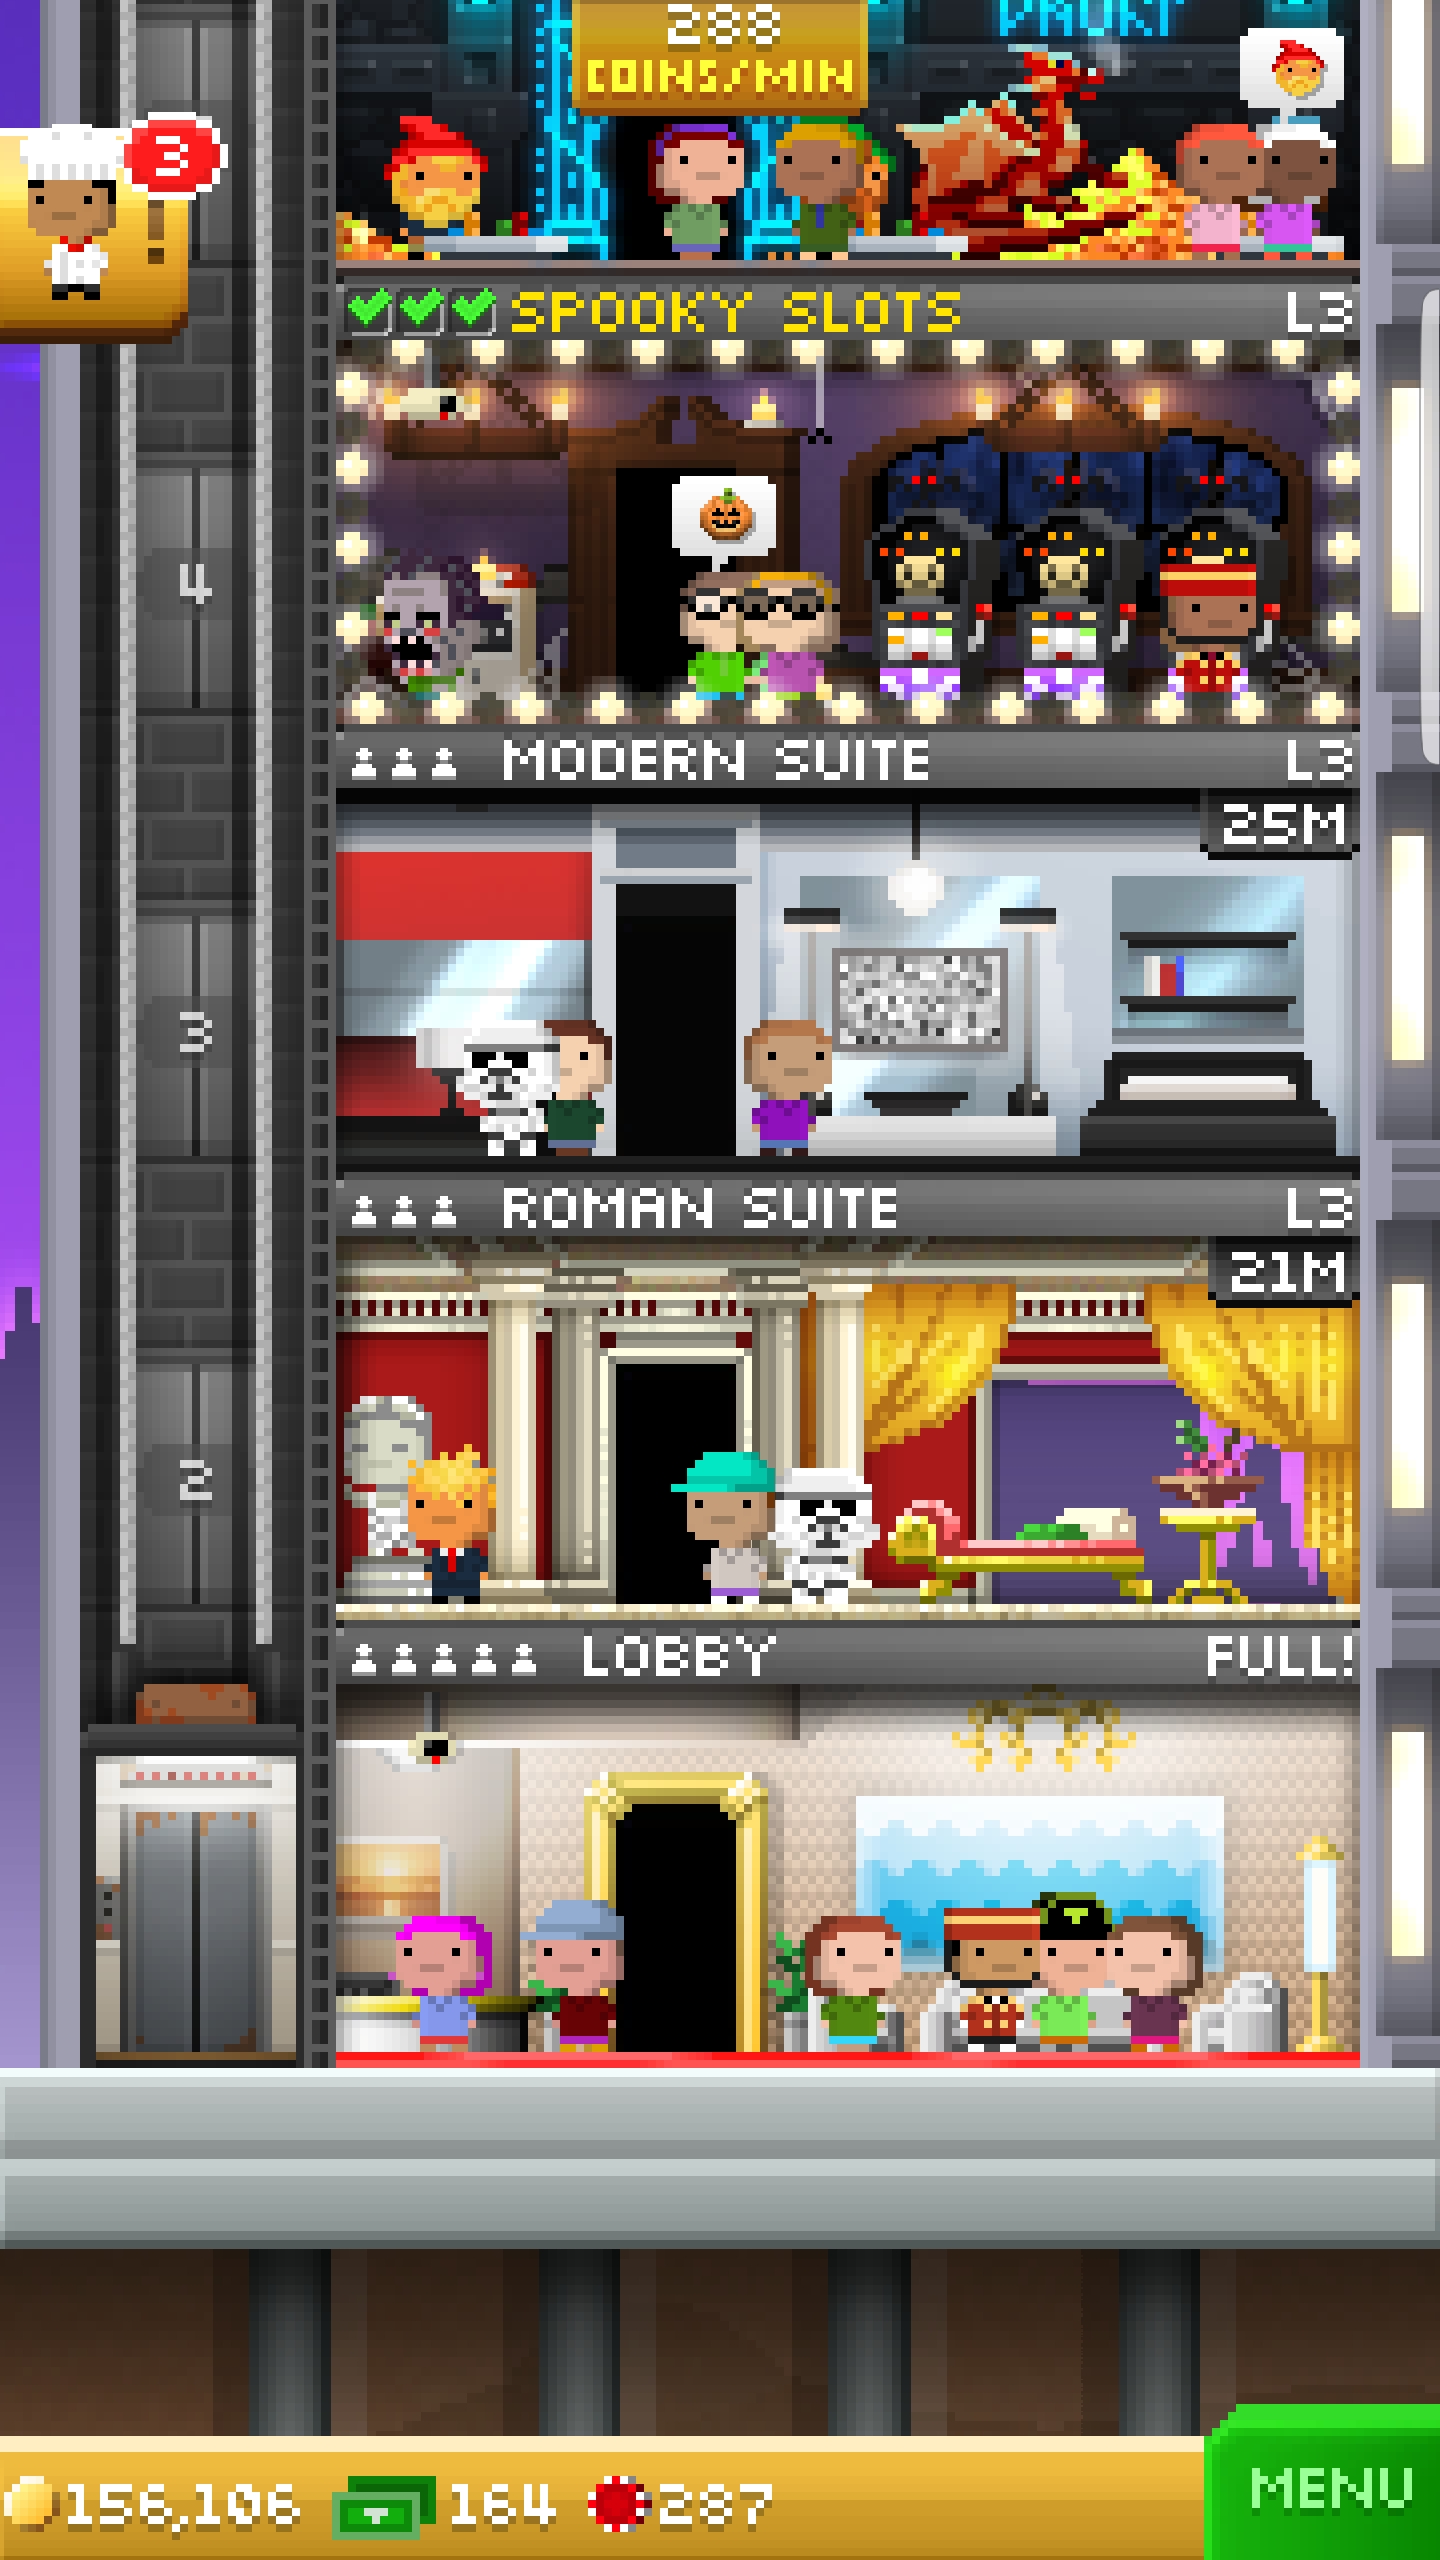 288
COINS/MIN
3
SPOOKY SLOTS L3
4
MODERN SUITE L3
25M
3
ROMAN SUITE L3
21M
2
LOBBY FULL!
156,106 164 287
MENU